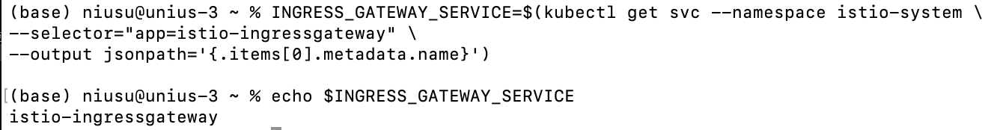 (base) niusu@unius-3 ~ % INGRESS_GATEWAY_SERVICE=$(kubectl get svc --namespace istio-system \
--selector="app=istio-ingressgateway" \
--output jsonpath='{.items[0].metadata.name}')
[(base) niusu@unius-3 ~ % echo $INGRESS_GATEWAY_SERVICE
istio-ingressgateway